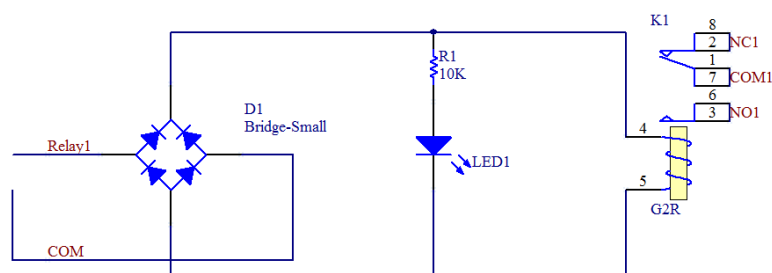 K1
8
2 NC1
1
7 COM1
6
3 NO1
R1
10K
D1
Bridge-Small
Relay1
LED1
4
5
G2R
COM